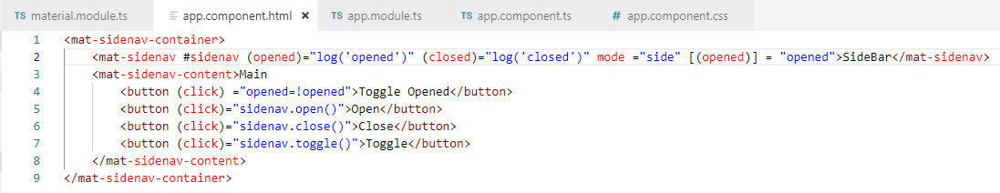 TS material.module.ts app.component.html × TS app.module.ts TS app.component.ts # app.component.css
1 <mat-sidenav-container>
2 <mat-sidenav #sidenav (opened)="log('opened')" (closed)="log('closed')" mode ="side" [(opened)] = "opened">SideBar</mat-sidenav>
3 <mat-sidenav-content>Main
4 <button (click) ="opened=!opened">Toggle Opened</button>
5 <button (click)="sidenav.open()">Open</button>
6 <button (click)="sidenav.close()">Close</button>
7 <button (click)="sidenav.toggle()">Toggle</button>
8 </mat-sidenav-content>
9 </mat-sidenav-container>